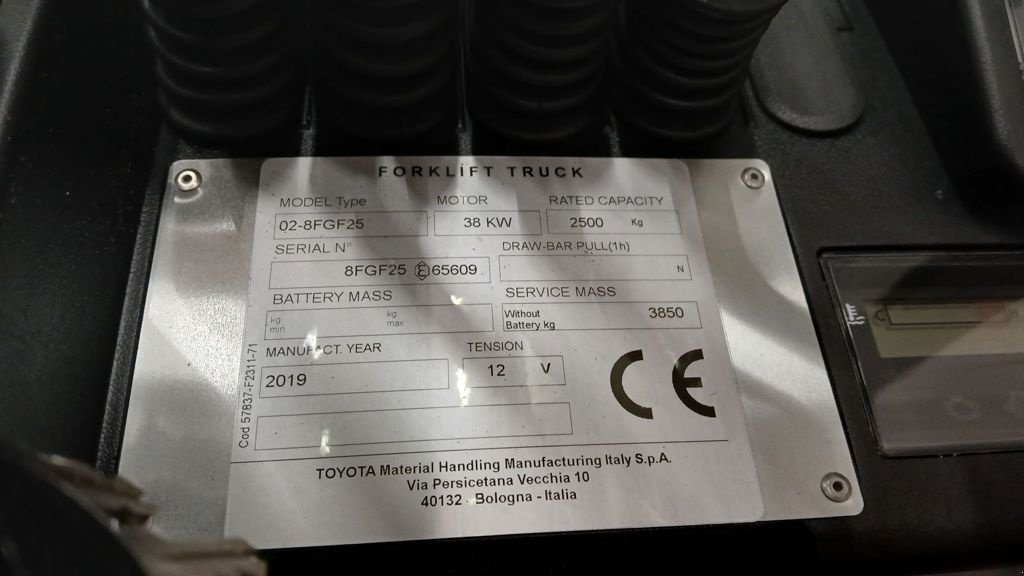 FORKLIFT TRUCK
MODEL Type MOTOR RATED CAPACITY
02-8FGF25 38 KW 2500 Kg
SERIAL N° DRAW-BAR PULL(1h)
8FGF25 E 65609 N
BATTERY MASS SERVICE MASS
kg min kg max Without Battery kg 3850
MANUFACT. YEAR TENSION
2019 12 V
CE
Cod 57837-F2311-71
TOYOTA Material Handling Manufacturing Italy S.p.A.
Via Persicetana Vecchia 10
40132 - Bologna - Italia
C H